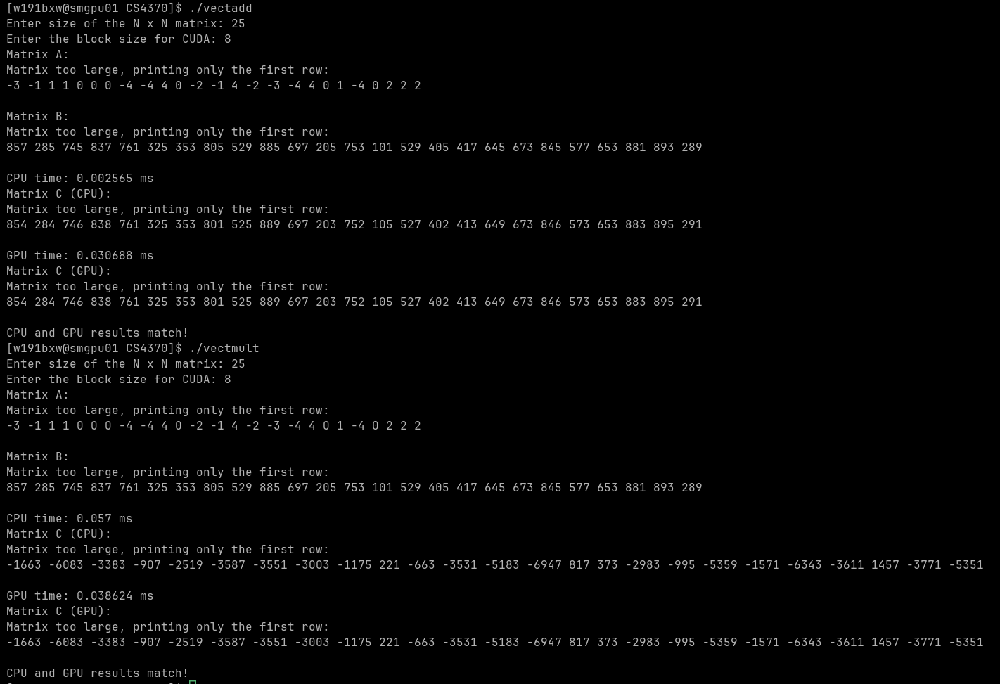 [w191bxw@smgpu01 CS4370]$ ./vectadd
Enter size of the N x N matrix: 25
Enter the block size for CUDA: 8
Matrix A:
Matrix too large, printing only the first row:
-3 -1 1 1 0 0 0 -4 -4 4 0 -2 -1 4 -2 -3 -4 4 0 1 -4 0 2 2 2
Matrix B:
Matrix too large, printing only the first row:
857 285 745 837 761 325 353 805 529 885 697 205 753 101 529 405 417 645 673 845 577 653 881 893 289
CPU time: 0.002565 ms
Matrix C (CPU):
Matrix too large, printing only the first row:
854 284 746 838 761 325 353 801 525 889 697 203 752 105 527 402 413 649 673 846 573 653 883 895 291
GPU time: 0.030688 ms
Matrix C (GPU):
Matrix too large, printing only the first row:
854 284 746 838 761 325 353 801 525 889 697 203 752 105 527 402 413 649 673 846 573 653 883 895 291
CPU and GPU results match!
[w191bxw@smgpu01 CS4370]$ ./vectmult
Enter size of the N x N matrix: 25
Enter the block size for CUDA: 8
Matrix A:
Matrix too large, printing only the first row:
-3 -1 1 1 0 0 0 -4 -4 4 0 -2 -1 4 -2 -3 -4 4 0 1 -4 0 2 2 2
Matrix B:
Matrix too large, printing only the first row:
857 285 745 837 761 325 353 805 529 885 697 205 753 101 529 405 417 645 673 845 577 653 881 893 289
CPU time: 0.057 ms
Matrix C (CPU):
Matrix too large, printing only the first row:
-1663 -6083 -3383 -907 -2519 -3587 -3551 -3003 -1175 221 -663 -3531 -5183 -6947 817 373 -2983 -995 -5359 -1571 -6343 -3611 1457 -3771 -5351
GPU time: 0.038624 ms
Matrix C (GPU):
Matrix too large, printing only the first row:
-1663 -6083 -3383 -907 -2519 -3587 -3551 -3003 -1175 221 -663 -3531 -5183 -6947 817 373 -2983 -995 -5359 -1571 -6343 -3611 1457 -3771 -5351
CPU and GPU results match!